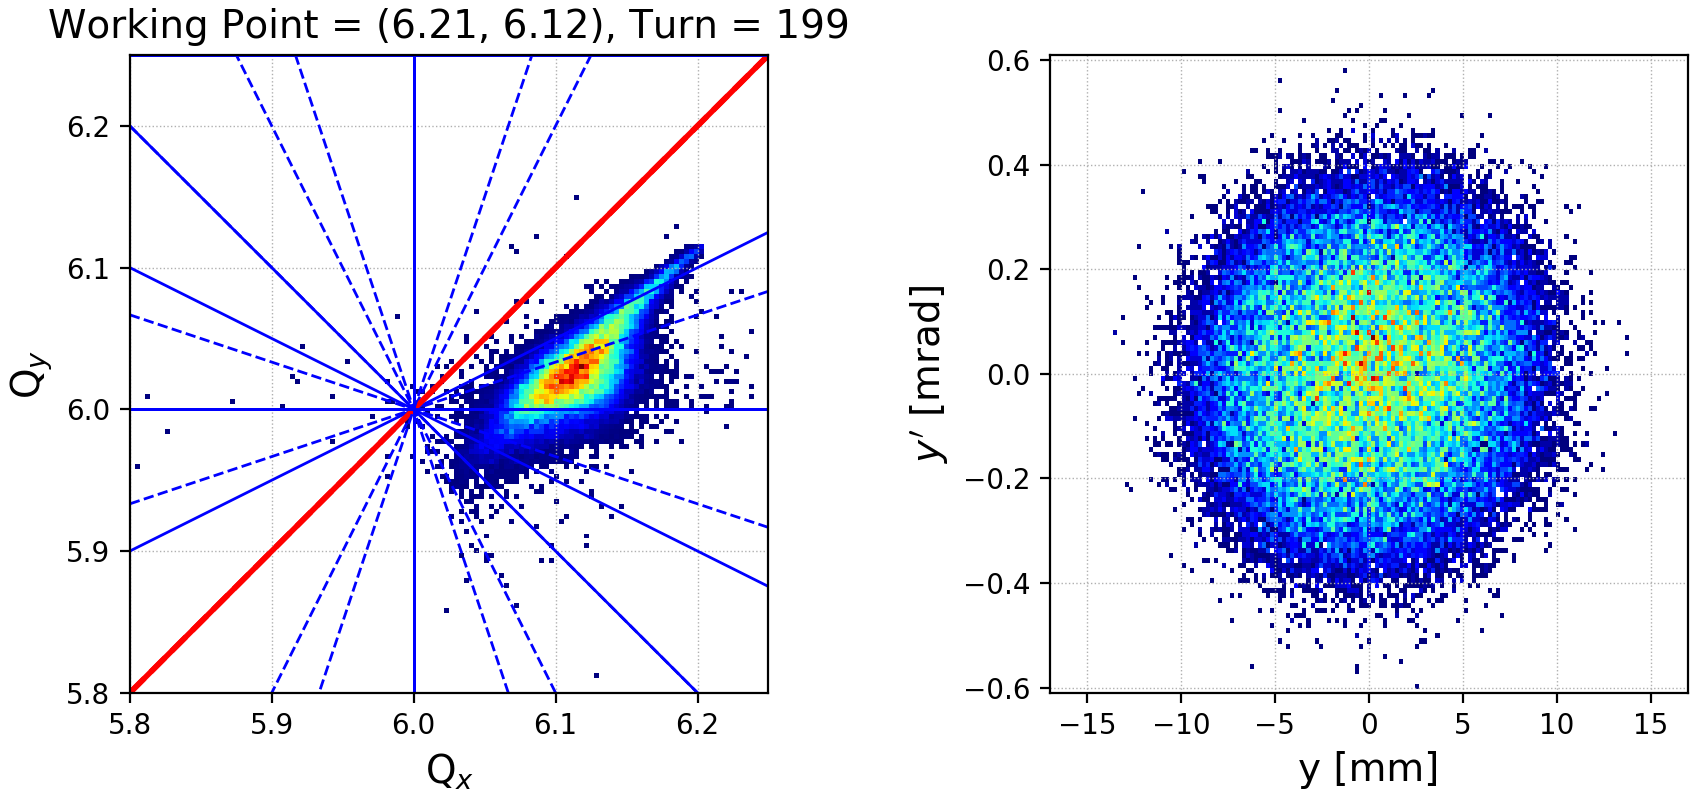 Working Point = (6.21, 6.12), Turn = 199
6.2
6.1
6.0
5.9
5.8
5.8 5.9 6.0 6.1 6.2
Qy
Qx
0.6
0.4
0.2
0.0
−0.2
−0.4
−0.6
−15 −10 −5 0 5 10 15
y′ [mrad]
y [mm]